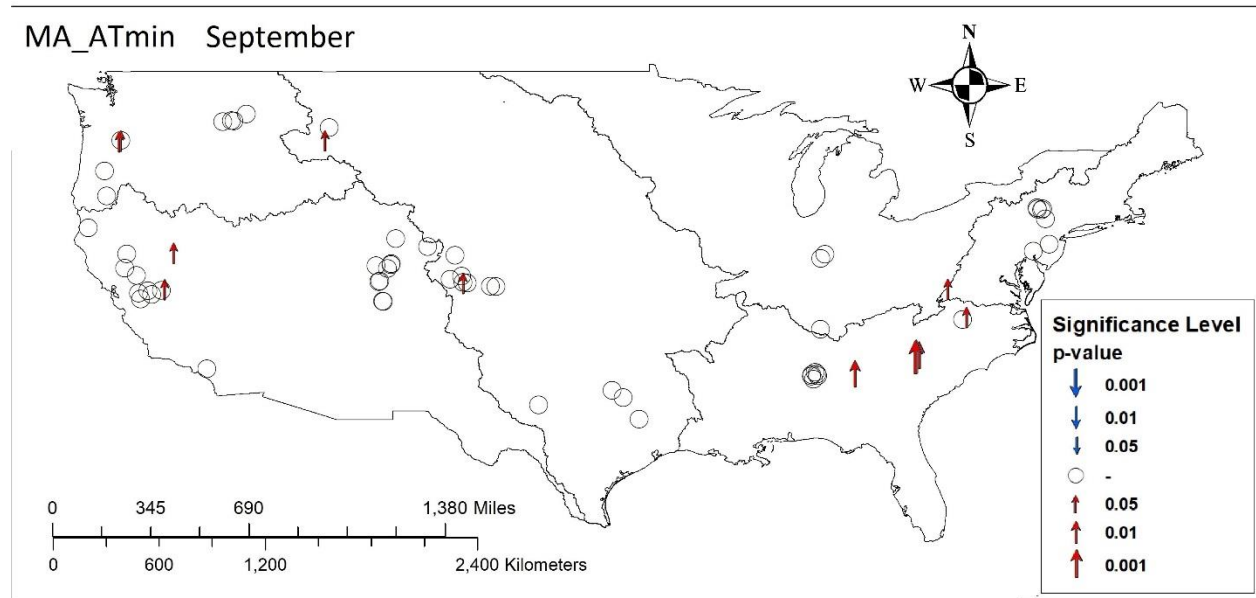 MA_ATmin September
N
W E
S
Significance Level
p-value
0.001
0.01
0.05
-
0.05
0.01
0.001
0 345 690 1,380 Miles
0 600 1,200 2,400 Kilometers